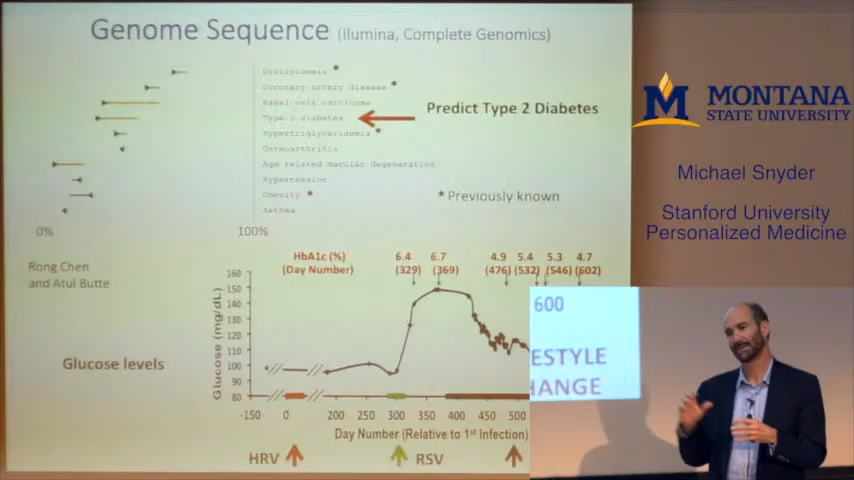 Genome Sequence (Ilumina, Complete Genomics)
Dyslipidemia *
Coronary artery disease *
Basal cell carcinoma
Type 2 diabetes
Predict Type 2 Diabetes
Hypertriglyceridemia *
Osteoarthritis
Age related macular degeneration
Hypertension
Obesity *
* Previously known
Asthma
0%
100%
Rong Chen
and Atul Butte
HbA1c (%)
(Day Number)
6.4 6.7 4.9 5.4 5.3 4.7
(329) (369) (476) (532) (546) (602)
Glucose levels
Glucose (mg/dL)
160
150
140
130
120
110
100
90
80
-150 0 200 250 300 350 400 450 500
Day Number (Relative to 1st Infection)
HRV
RSV
M
MONTANA
STATE UNIVERSITY
Michael Snyder
Stanford University
Personalized Medicine
600
ESTYLE
HANGE